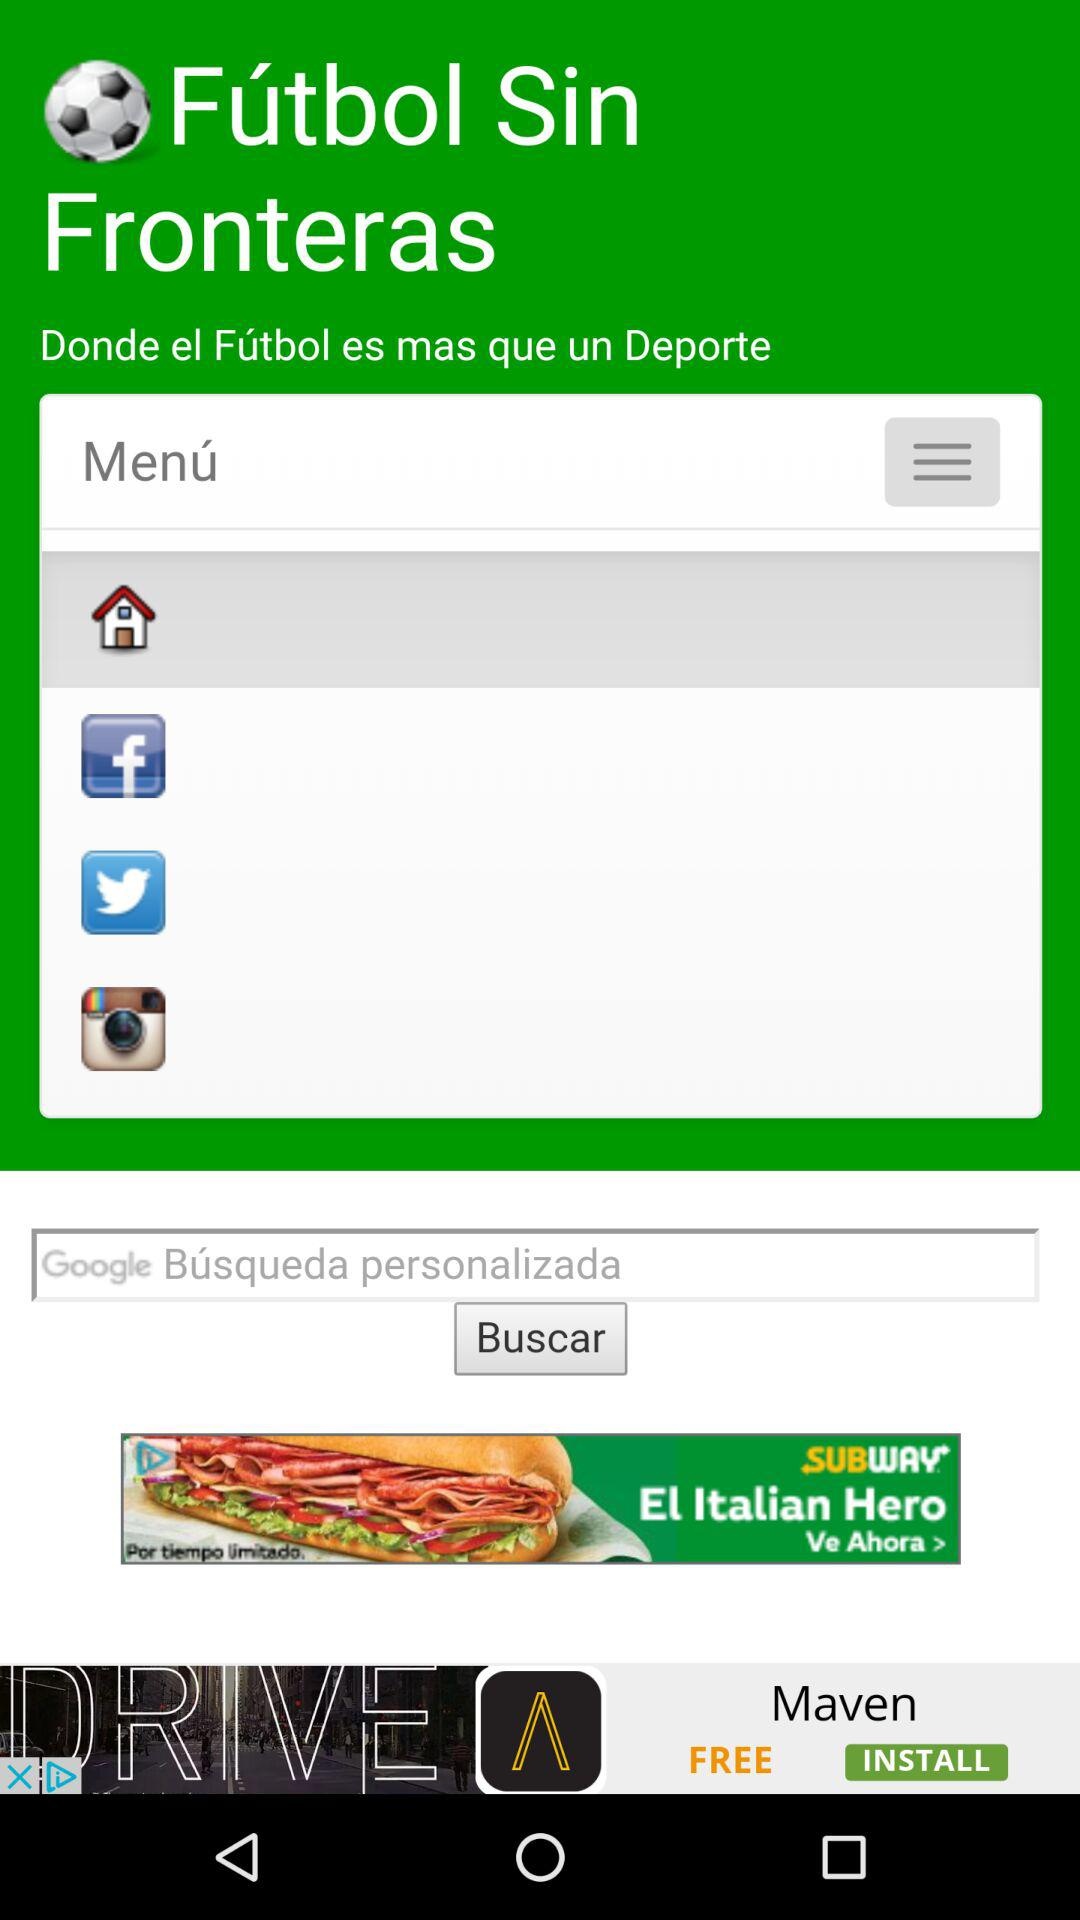 Fútbol Sin
Fronteras
Donde el Fútbol es mas que un Deporte
Menú
Google Búsqueda personalizada
Buscar
SUBWAY
El Italian Hero
Ve Ahora >
Por tiempo limitado.
DRIVE
Maven
FREE INSTALL